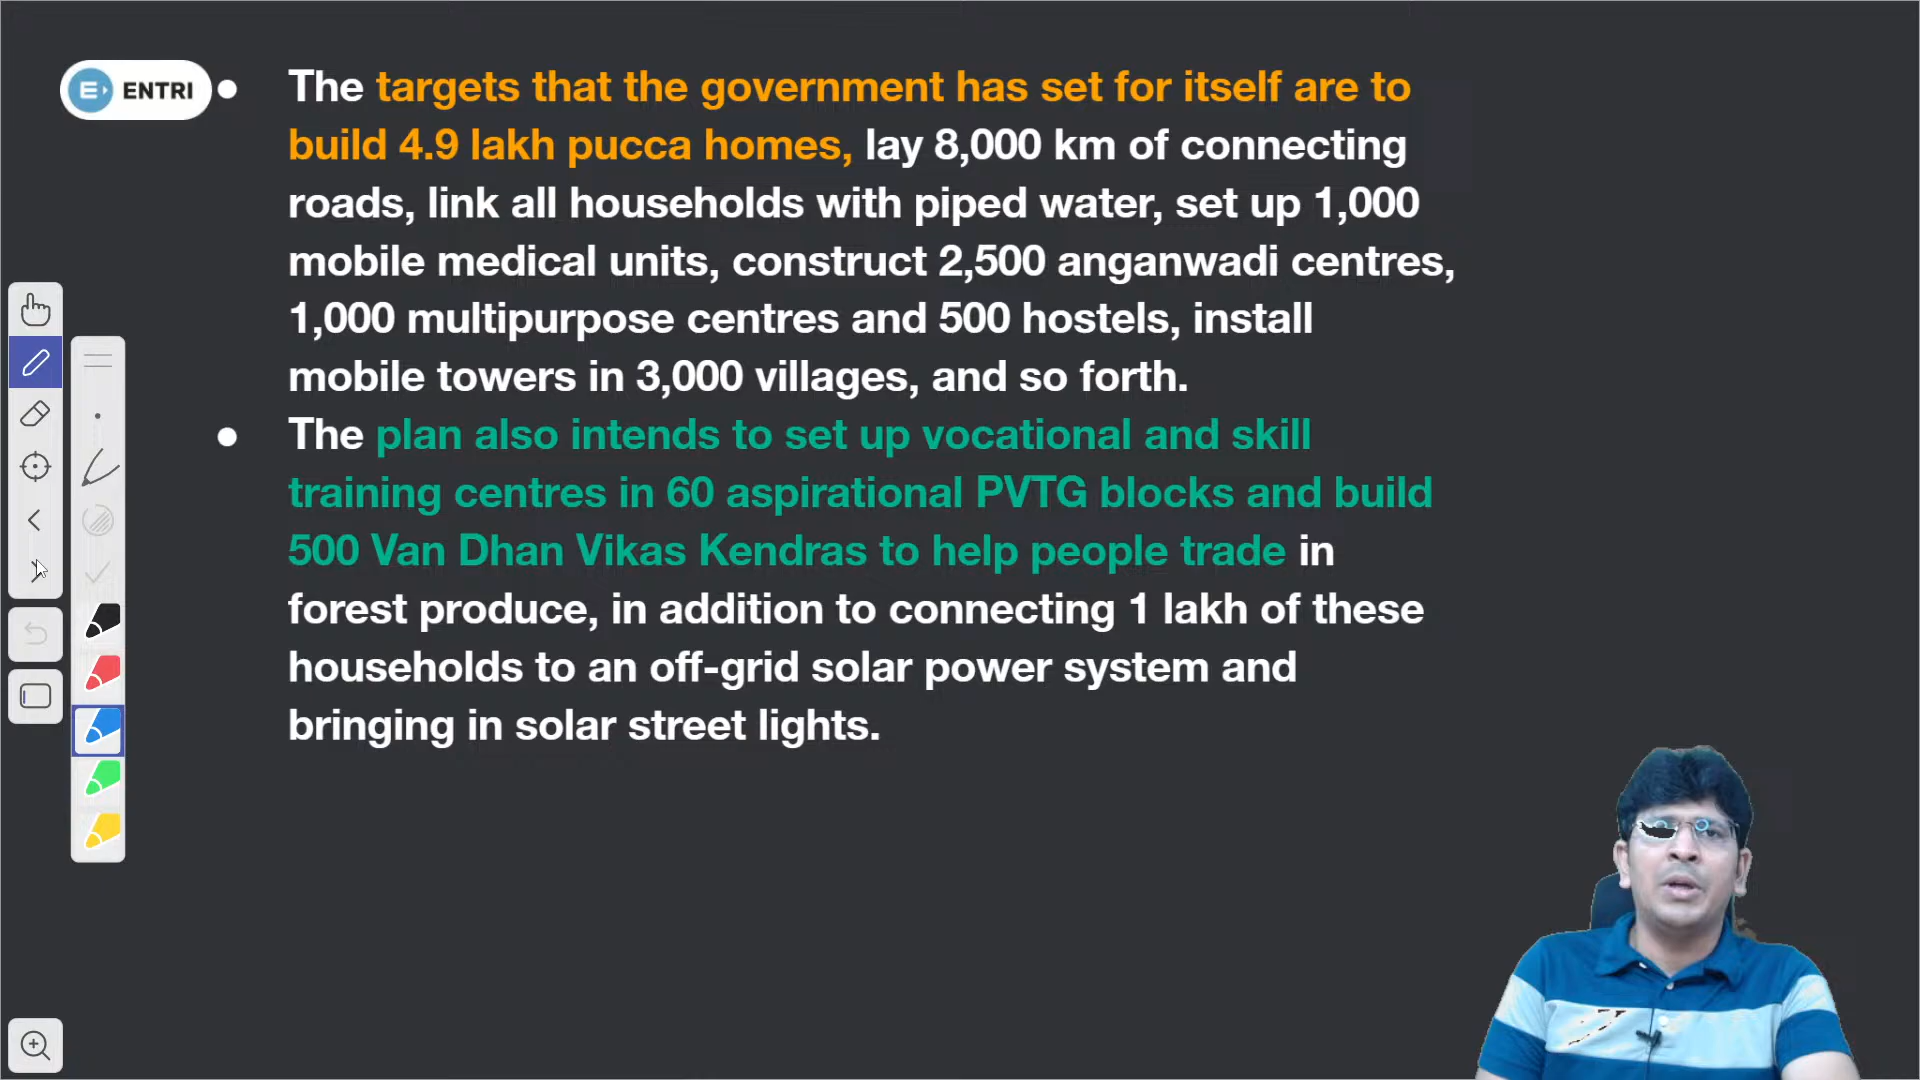 ENTRI
● The targets that the government has set for itself are to
build 4.9 lakh pucca homes, lay 8,000 km of connecting
roads, link all households with piped water, set up 1,000
mobile medical units, construct 2,500 anganwadi centres,
1,000 multipurpose centres and 500 hostels, install
mobile towers in 3,000 villages, and so forth.
● The plan also intends to set up vocational and skill
training centres in 60 aspirational PVTG blocks and build
500 Van Dhan Vikas Kendras to help people trade in
forest produce, in addition to connecting 1 lakh of these
households to an off-grid solar power system and
bringing in solar street lights.